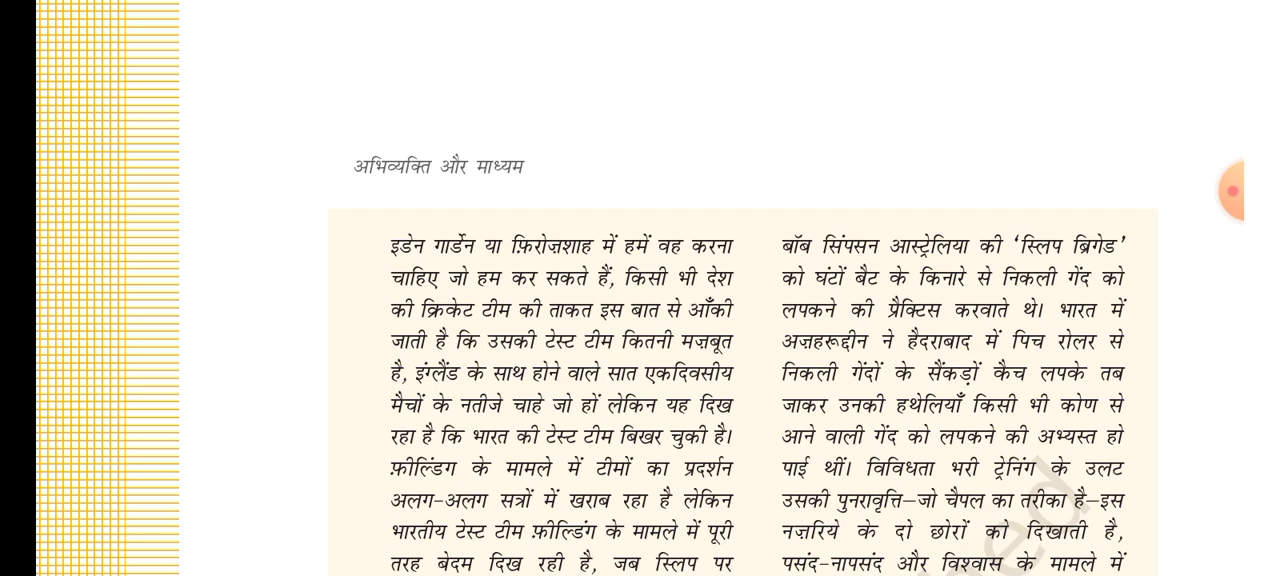 अभिव्यक्ति और माध्यम
इडेन गार्डेन या फ़िरोज़शाह में हमें वह करना
चाहिए जो हम कर सकते हैं, किसी भी देश
की क्रिकेट टीम की ताकत इस बात से आँकी
जाती है कि उसकी टेस्ट टीम कितनी मज़बूत
है, इंग्लैंड के साथ होने वाले सात एकदिवसीय
मैचों के नतीजे चाहे जो हों लेकिन यह दिख
रहा है कि भारत की टेस्ट टीम बिखर चुकी है।
फ़ील्डिंग के मामले में टीमों का प्रदर्शन
अलग-अलग सत्रों में खराब रहा है लेकिन
भारतीय टेस्ट टीम फ़ील्डिंग के मामले में पूरी
तरह बेदम दिख रही है, जब स्लिप पर
बॉब सिंपसन आस्ट्रेलिया की ‘स्लिप ब्रिगेड’
को घंटों बैट के किनारे से निकली गेंद को
लपकने की प्रैक्टिस करवाते थे। भारत में
अज़हरूद्दीन ने हैदराबाद में पिच रोलर से
निकली गेंदों के सैंकड़ों कैच लपके तब
जाकर उनकी हथेलियाँ किसी भी कोण से
आने वाली गेंद को लपकने की अभ्यस्त हो
पाई थीं। विविधता भरी ट्रेनिंग के उलट
उसकी पुनरावृत्ति–जो चैपल का तरीका है–इस
नज़रिये के दो छोरों को दिखाती है,
पसंद-नापसंद और विश्वास के मामले में